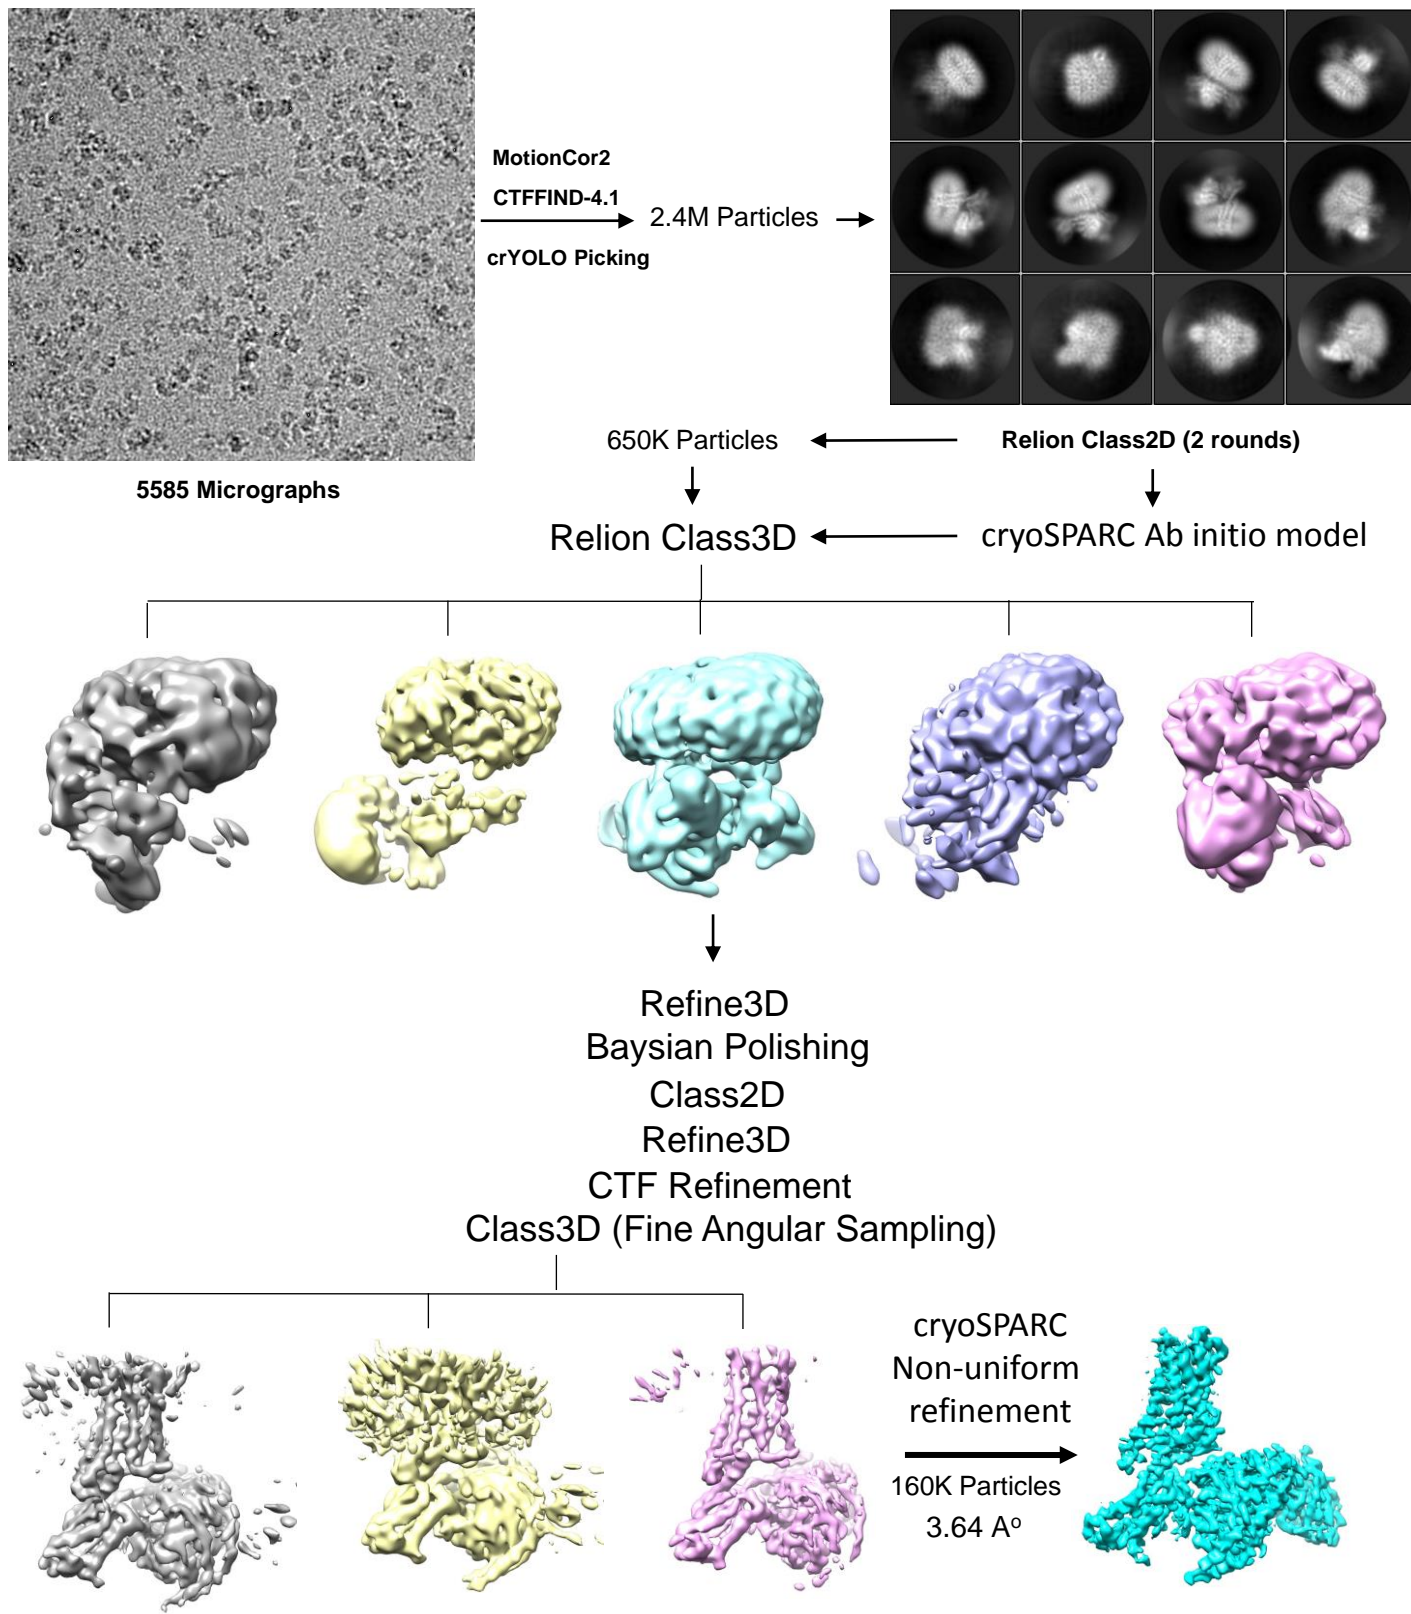 MotionCor2
CTFFIND-4.1
crYOLO Picking
2.4M Particles
5585 Micrographs
650K Particles
Relion Class2D (2 rounds)
Relion Class3D
cryoSPARC Ab initio model
Refine3D
Baysian Polishing
Class2D
Refine3D
CTF Refinement
Class3D (Fine Angular Sampling)
cryoSPARC
Non-uniform
refinement
160K Particles
3.64 Aº